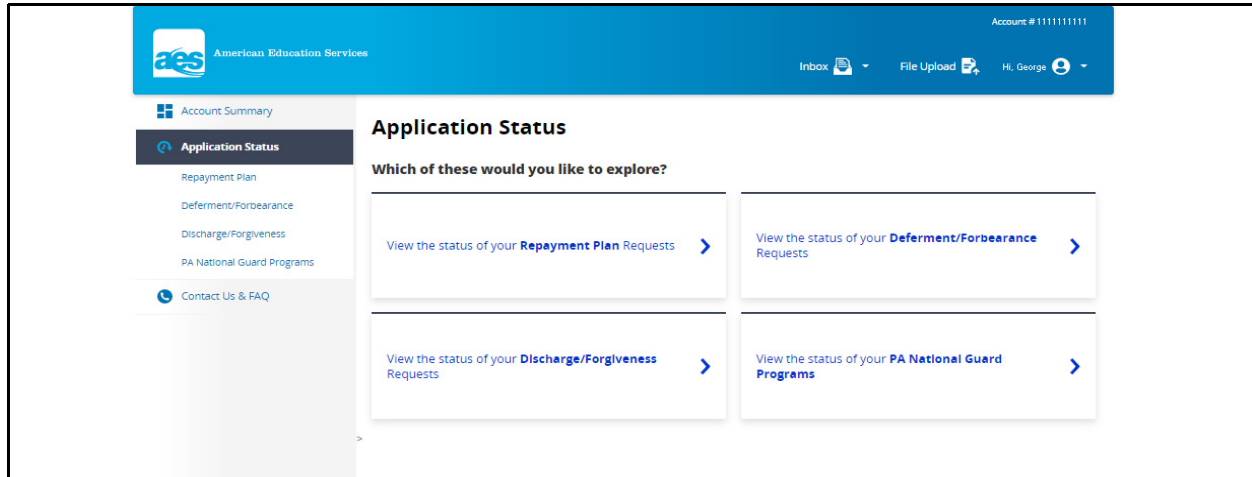 Account #1111111111
aes
American Education Services
Inbox
File Upload
Hi, George
Account Summary
Application Status
Repayment Plan
Deferment/Forbearance
Discharge/Forgiveness
PA National Guard Programs
Contact Us & FAQ
Application Status
Which of these would you like to explore?
View the status of your Repayment Plan Requests
View the status of your Deferment/Forbearance
Requests
View the status of your Discharge/Forgiveness
Requests
View the status of your PA National Guard
Programs
>